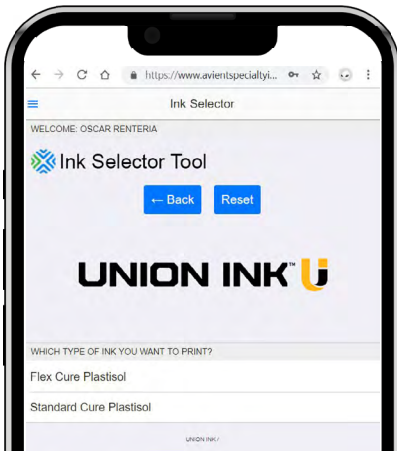 https://www.avientspecialtyi...
Ink Selector
WELCOME: OSCAR RENTERIA
Ink Selector Tool
← Back Reset
UNION INK™ U
WHICH TYPE OF INK YOU WANT TO PRINT?
Flex Cure Plastisol
Standard Cure Plastisol
UNION INK /